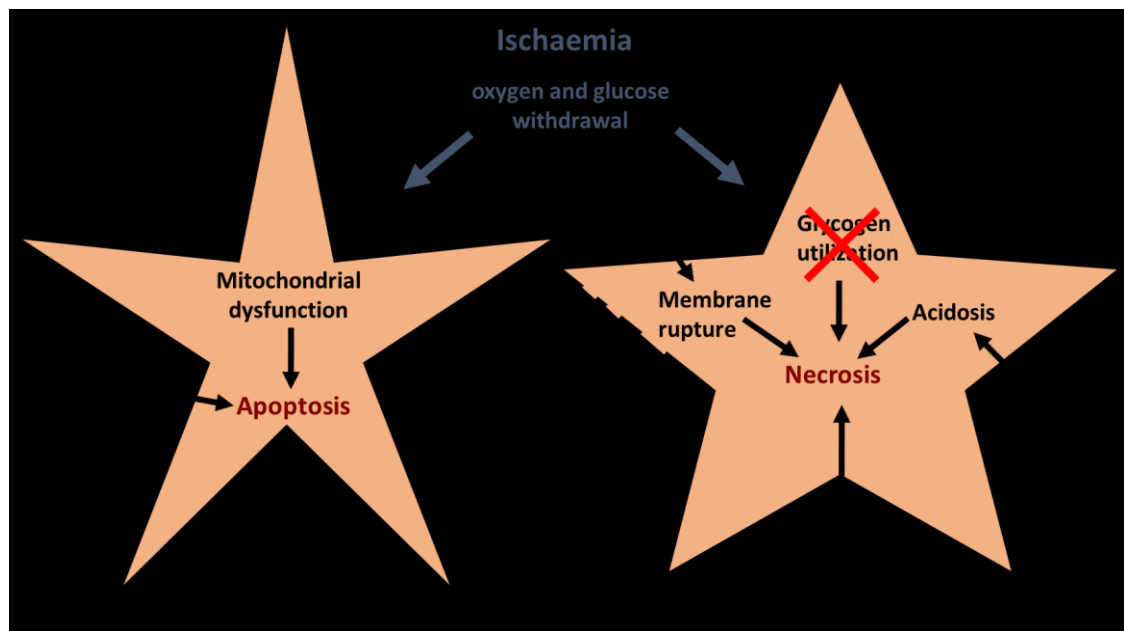 Ischaemia
oxygen and glucose
withdrawal
Mitochondrial
dysfunction
Apoptosis
Glycogen
utilization
Membrane
rupture
Acidosis
Necrosis